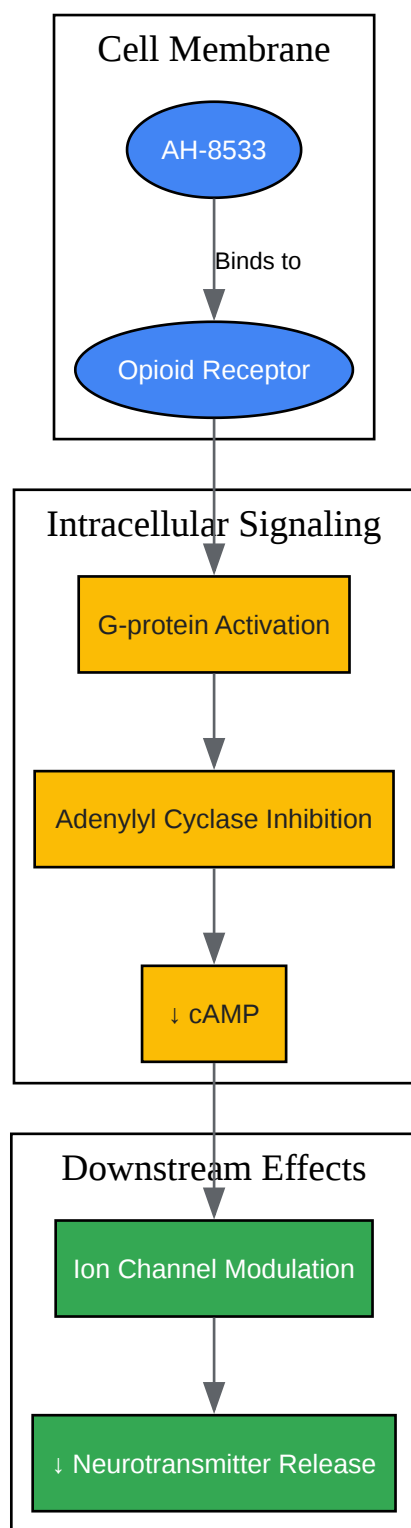 Cell Membrane
AH-8533
Binds to
Opioid Receptor
Intracellular Signaling
G-protein Activation
Adenylyl Cyclase Inhibition
↓ cAMP
Downstream Effects
Ion Channel Modulation
↓ Neurotransmitter Release